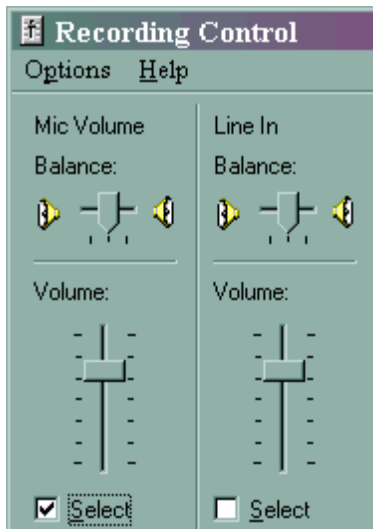 Recording Control
Options Help
Mic Volume
Balance:
Volume:
Select
Line In
Balance:
Volume:
Select